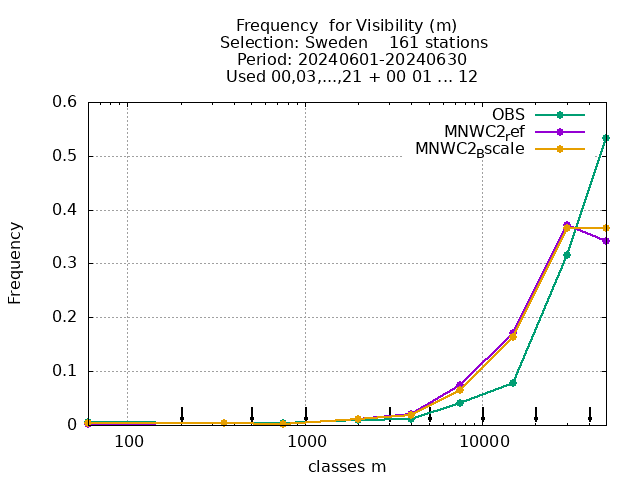 Frequency  for Visibility (m)
Selection: Sweden    161 stations
Period: 20240601-20240630
Used 00,03,...,21 + 00 01 ... 12
0.6
0.5
0.4
0.3
0.2
0.1
0
Frequency
OBS
MNWC2ref
MNWC2Bscale
100
1000
10000
classes m